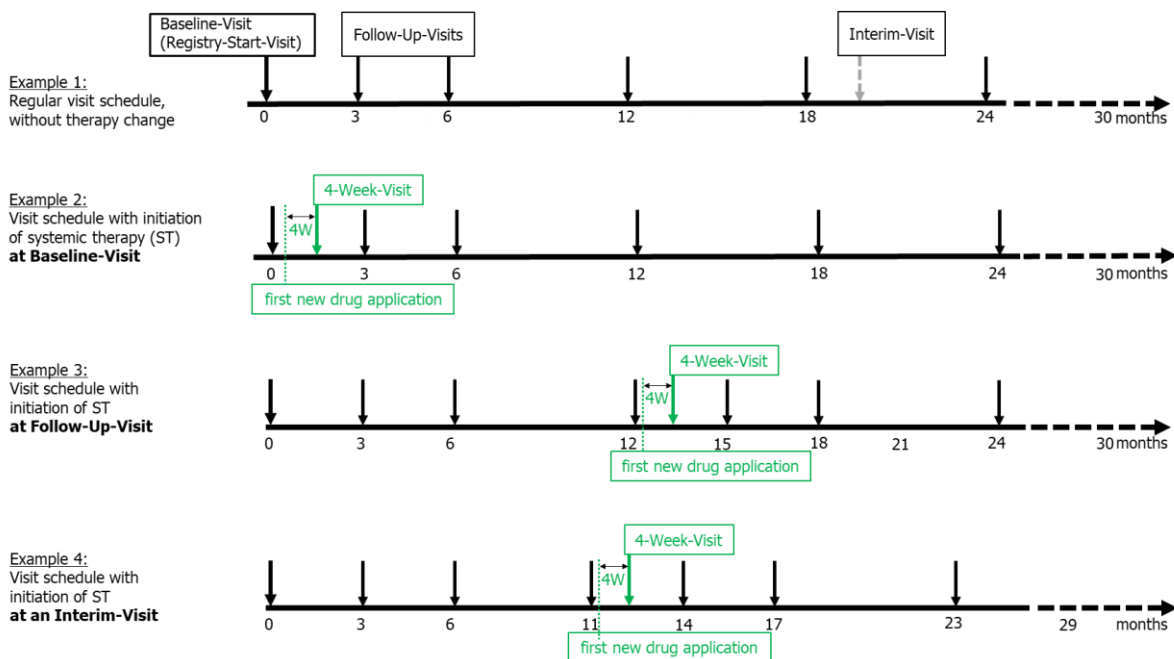 Baseline-Visit
(Registry-Start-Visit)
Follow-Up-Visits
Interim-Visit
Example 1:
Regular visit schedule,
without therapy change
0 3 6 12 18 24 30 months
Example 2:
Visit schedule with initiation
of systemic therapy (ST)
at Baseline-Visit
4-Week-Visit
4W
0 3 6 12 18 24 30 months
first new drug application
Example 3:
Visit schedule with
initiation of ST
at Follow-Up-Visit
4-Week-Visit
4W
0 3 6 12 15 18 21 24 30 months
first new drug application
Example 4:
Visit schedule with
initiation of ST
at an Interim-Visit
4-Week-Visit
4W
0 3 6 11 14 17 23 29 months
first new drug application